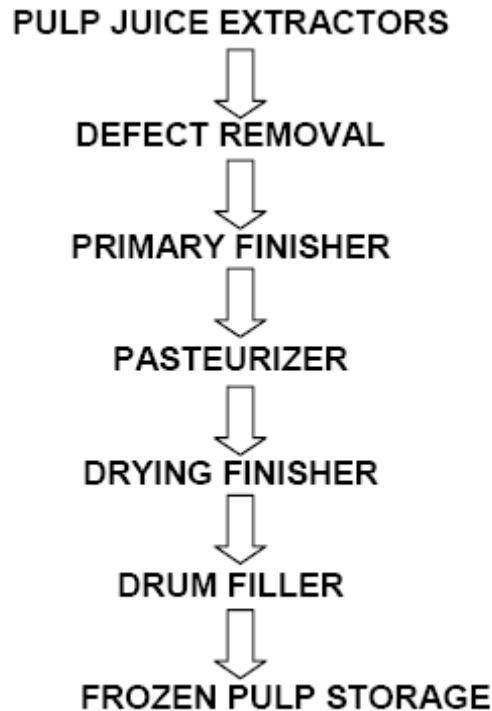 PULP JUICE EXTRACTORS
DEFECT REMOVAL
PRIMARY FINISHER
PASTEURIZER
DRYING FINISHER
DRUM FILLER
FROZEN PULP STORAGE